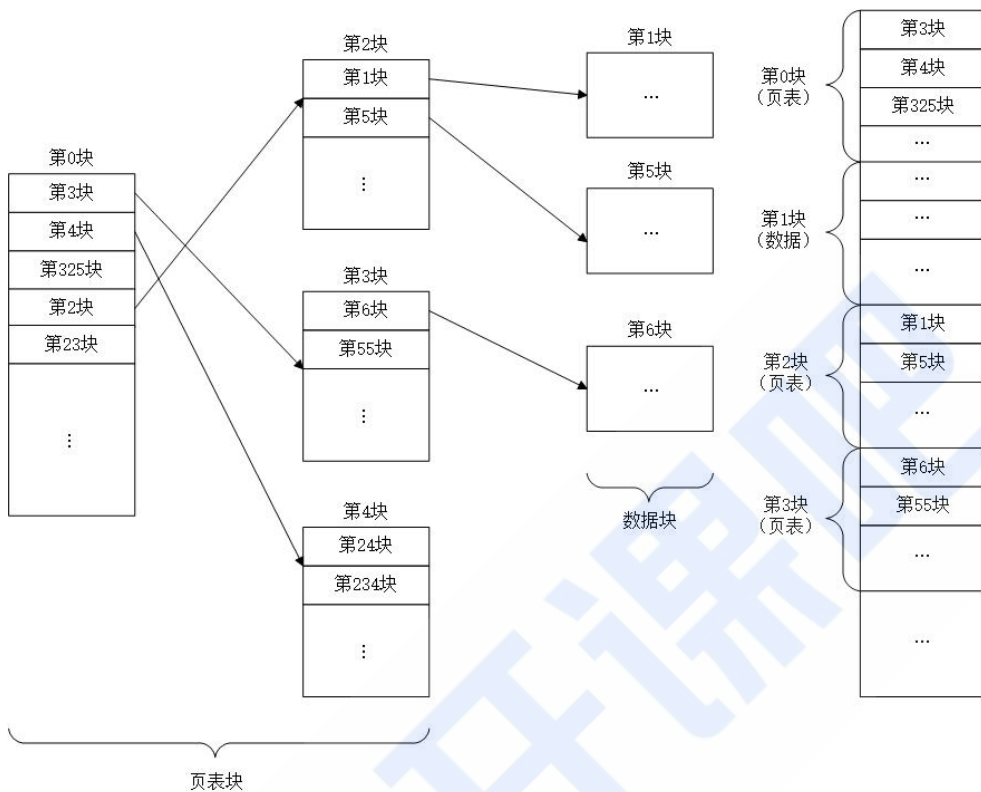 第0块
第3块
第4块
第325块
第2块
第23块
⋮
第2块
第1块
第5块
⋮
第3块
第6块
第55块
⋮
第4块
第24块
第234块
⋮
页表块
第1块
...
第5块
...
第6块
...
数据块
第0块
(页表)
第3块
第4块
第325块
...
第1块
(数据)
...
...
...
第2块
(页表)
第1块
第5块
...
第3块
(页表)
第6块
第55块
...
...
开课吧